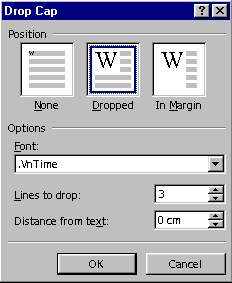 Drop Cap
Position
W W W
None Dropped In Margin
Options
Font:
.VnTime
Lines to drop: 3
Distance from text: 0 cm
OK Cancel